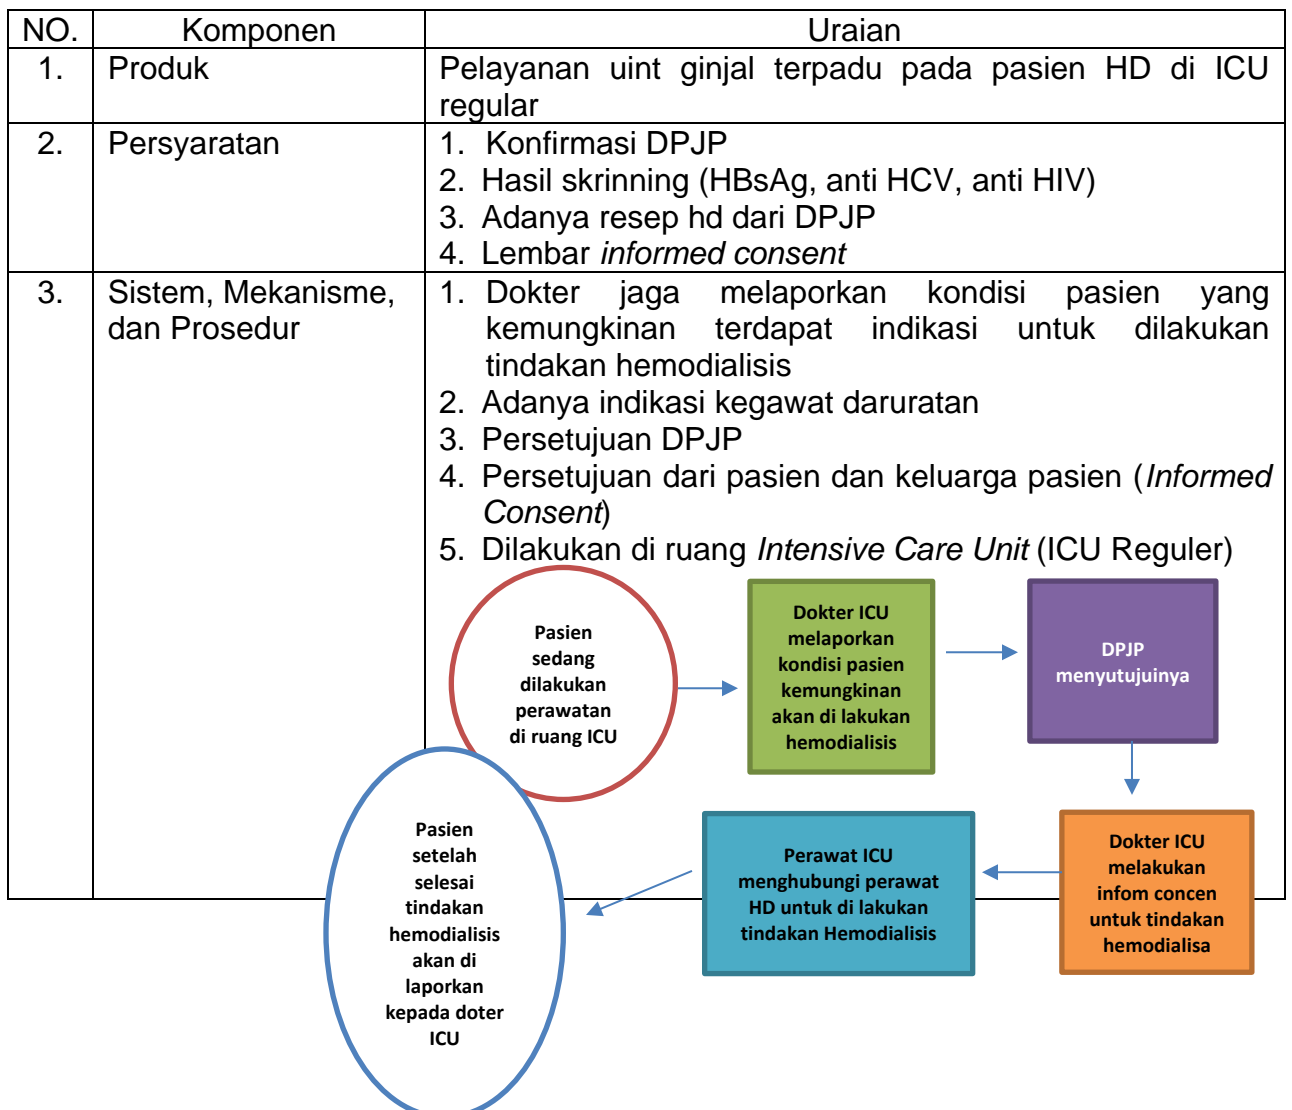 NO. Komponen Uraian
1. Produk Pelayanan uint ginjal terpadu pada pasien HD di ICU
regular
2. Persyaratan 1. Konfirmasi DPJP
2. Hasil skrinning (HBsAg, anti HCV, anti HIV)
3. Adanya resep hd dari DPJP
4. Lembar informed consent
3. Sistem, Mekanisme, 1. Dokter jaga melaporkan kondisi pasien yang
dan Prosedur kemungkinan terdapat indikasi untuk dilakukan
tindakan hemodialisis
2. Adanya indikasi kegawat daruratan
3. Persetujuan DPJP
4. Persetujuan dari pasien dan keluarga pasien (Informed
Consent)
5. Dilakukan di ruang Intensive Care Unit (ICU Reguler)
Pasien
sedang
dilakukan
perawatan
di ruang ICU
Dokter ICU
melaporkan
kondisi pasien
kemungkinan
akan di lakukan
hemodialisis
DPJP
menyutujuinya
Dokter ICU
melakukan
infom concen
untuk tindakan
hemodialisa
Perawat ICU
menghubungi perawat
HD untuk di lakukan
tindakan Hemodialisis
Pasien
setelah
selesai
tindakan
hemodialisis
akan di
laporkan
kepada doter
ICU